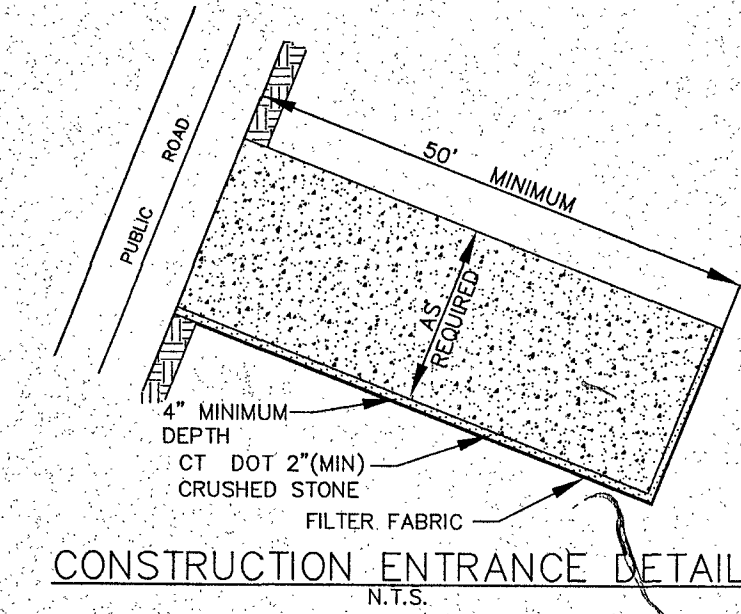 PUBLIC ROAD
50' MINIMUM
AS
REQUIRED
4" MINIMUM
DEPTH
CT DOT 2"(MIN)
CRUSHED STONE
FILTER FABRIC
CONSTRUCTION ENTRANCE DETAIL
N.T.S.